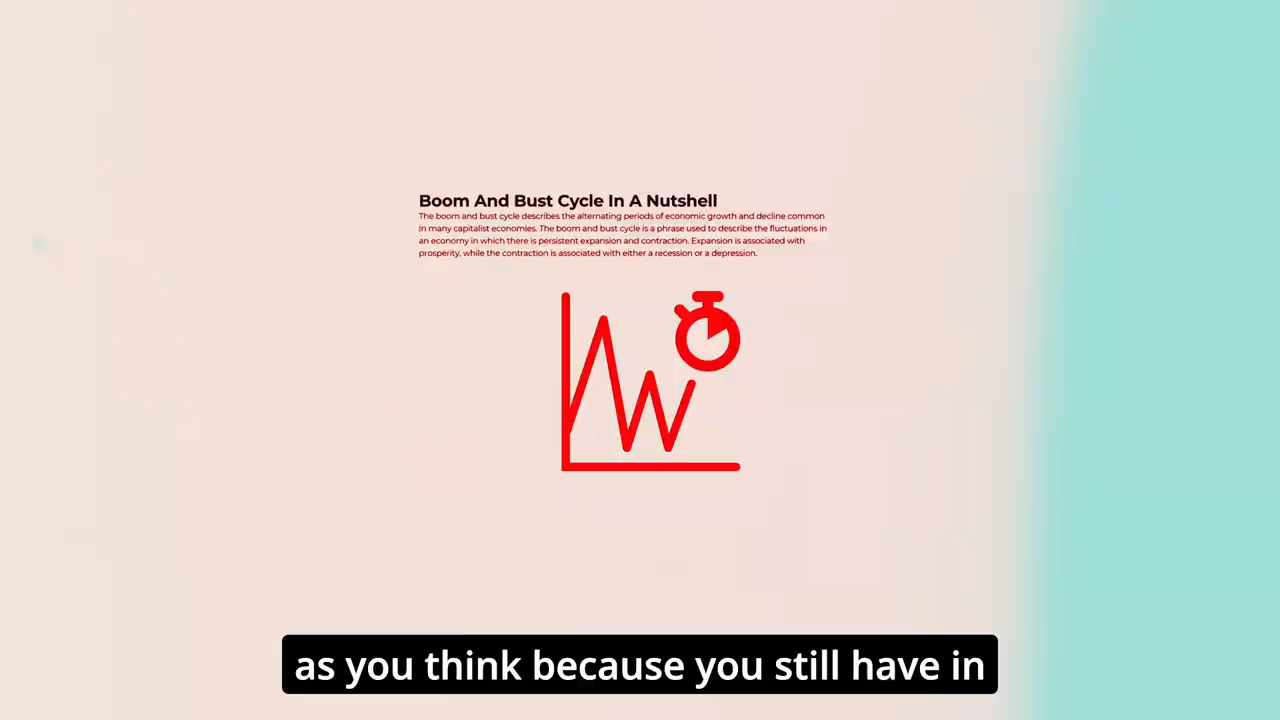 Boom And Bust Cycle In A Nutshell
The boom and bust cycle describes the alternating periods of economic growth and decline common
in many capitalist economies. The boom and bust cycle is a phrase used to describe the fluctuations in
an economy in which there is persistent expansion and contraction. Expansion is associated with
prosperity, while the contraction is associated with either a recession or a depression.
as you think because you still have in